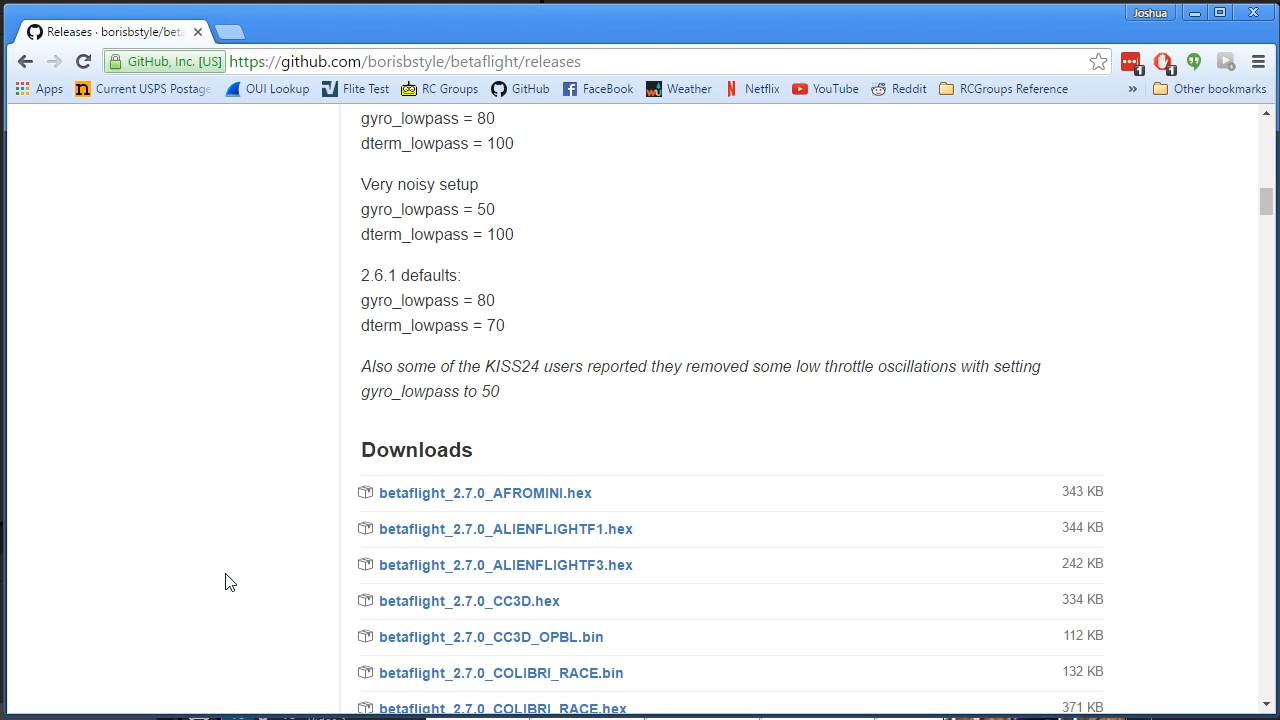 Joshua
Releases · borisbstyle/beta
GitHub, Inc. [US] https://github.com/borisbstyle/betaflight/releases
1
1
Apps Current USPS Postage OUI Lookup Flite Test RC Groups GitHub FaceBook Weather Netflix YouTube Reddit RCGroups Reference » Other bookmarks
gyro_lowpass = 80
dterm_lowpass = 100
Very noisy setup
gyro_lowpass = 50
dterm_lowpass = 100
2.6.1 defaults:
gyro_lowpass = 80
dterm_lowpass = 70
Also some of the KISS24 users reported they removed some low throttle oscillations with setting
gyro_lowpass to 50
Downloads
betaflight_2.7.0_AFROMINI.hex 343 KB
betaflight_2.7.0_ALIENFLIGHTF1.hex 344 KB
betaflight_2.7.0_ALIENFLIGHTF3.hex 242 KB
betaflight_2.7.0_CC3D.hex 334 KB
betaflight_2.7.0_CC3D_OPBL.bin 112 KB
betaflight_2.7.0_COLIBRI_RACE.bin 132 KB
betaflight_2.7.0_COLIBRI_RACE.hex 371 KB